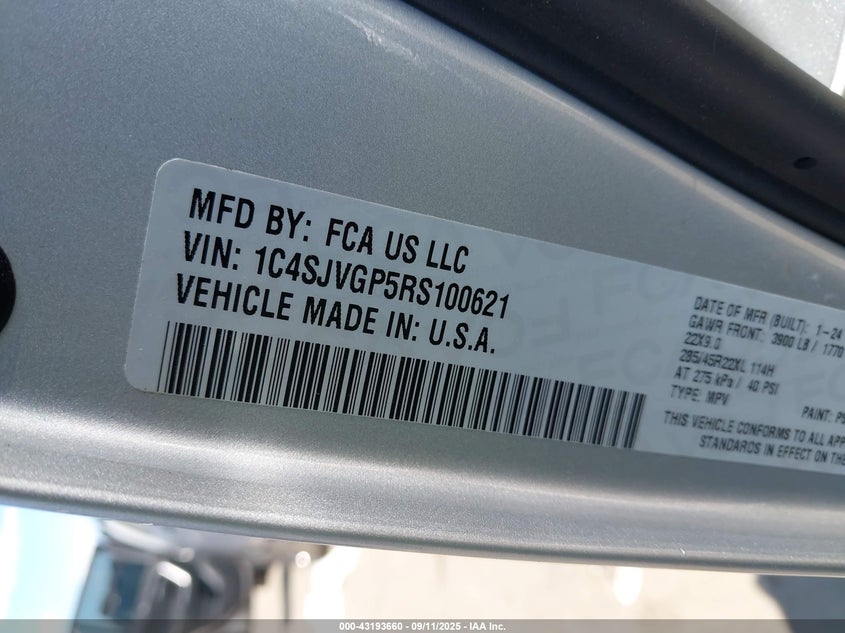 MFD BY: FCA US LLC
VIN: 1C4SJVGP5RS100621
VEHICLE MADE IN: U.S.A.
DATE OF MFR (BUILT): 1-24
GAWR FRONT: 3900 LB / 1770
22X9.0
285/45R22XL 114H
AT 275 kPa / 40 PSI
TYPE: MPV
PAINT: PS
THIS VEHICLE CONFORMS TO ALL APP
STANDARDS IN EFFECT ON THE
000-43193660 - 09/11/2025 - IAA Inc.